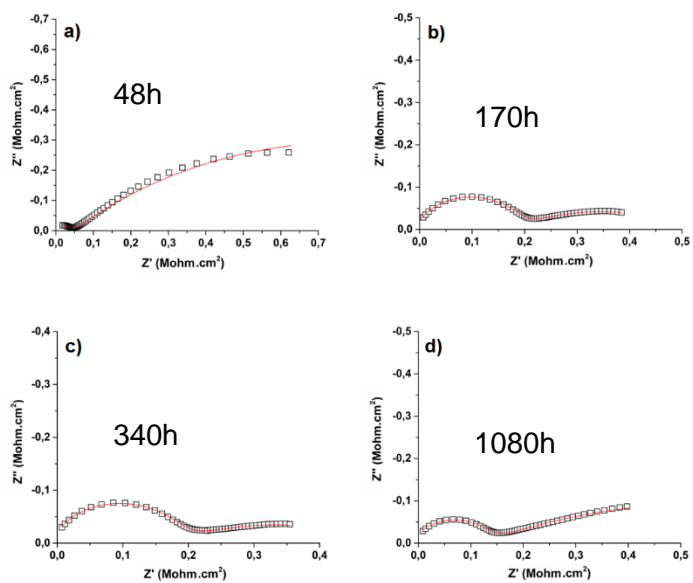 a)
48h
-0,7
-0,6
-0,5
-0,4
-0,3
-0,2
-0,1
0,0
Z'' (Mohm.cm²)
0,0 0,1 0,2 0,3 0,4 0,5 0,6 0,7
Z' (Mohm.cm²)
b)
170h
-0,5
-0,4
-0,3
-0,2
-0,1
0,0
Z'' (Mohm.cm²)
0,0 0,1 0,2 0,3 0,4 0,5
Z' (Mohm.cm²)
c)
340h
-0,4
-0,3
-0,2
-0,1
0,0
Z'' (Mohm.cm²)
0,0 0,1 0,2 0,3 0,4
Z' (Mohm.cm²)
d)
1080h
-0,5
-0,4
-0,3
-0,2
-0,1
0,0
Z'' (Mohm.cm²)
0,0 0,1 0,2 0,3 0,4 0,5
Z' (Mohm.cm²)